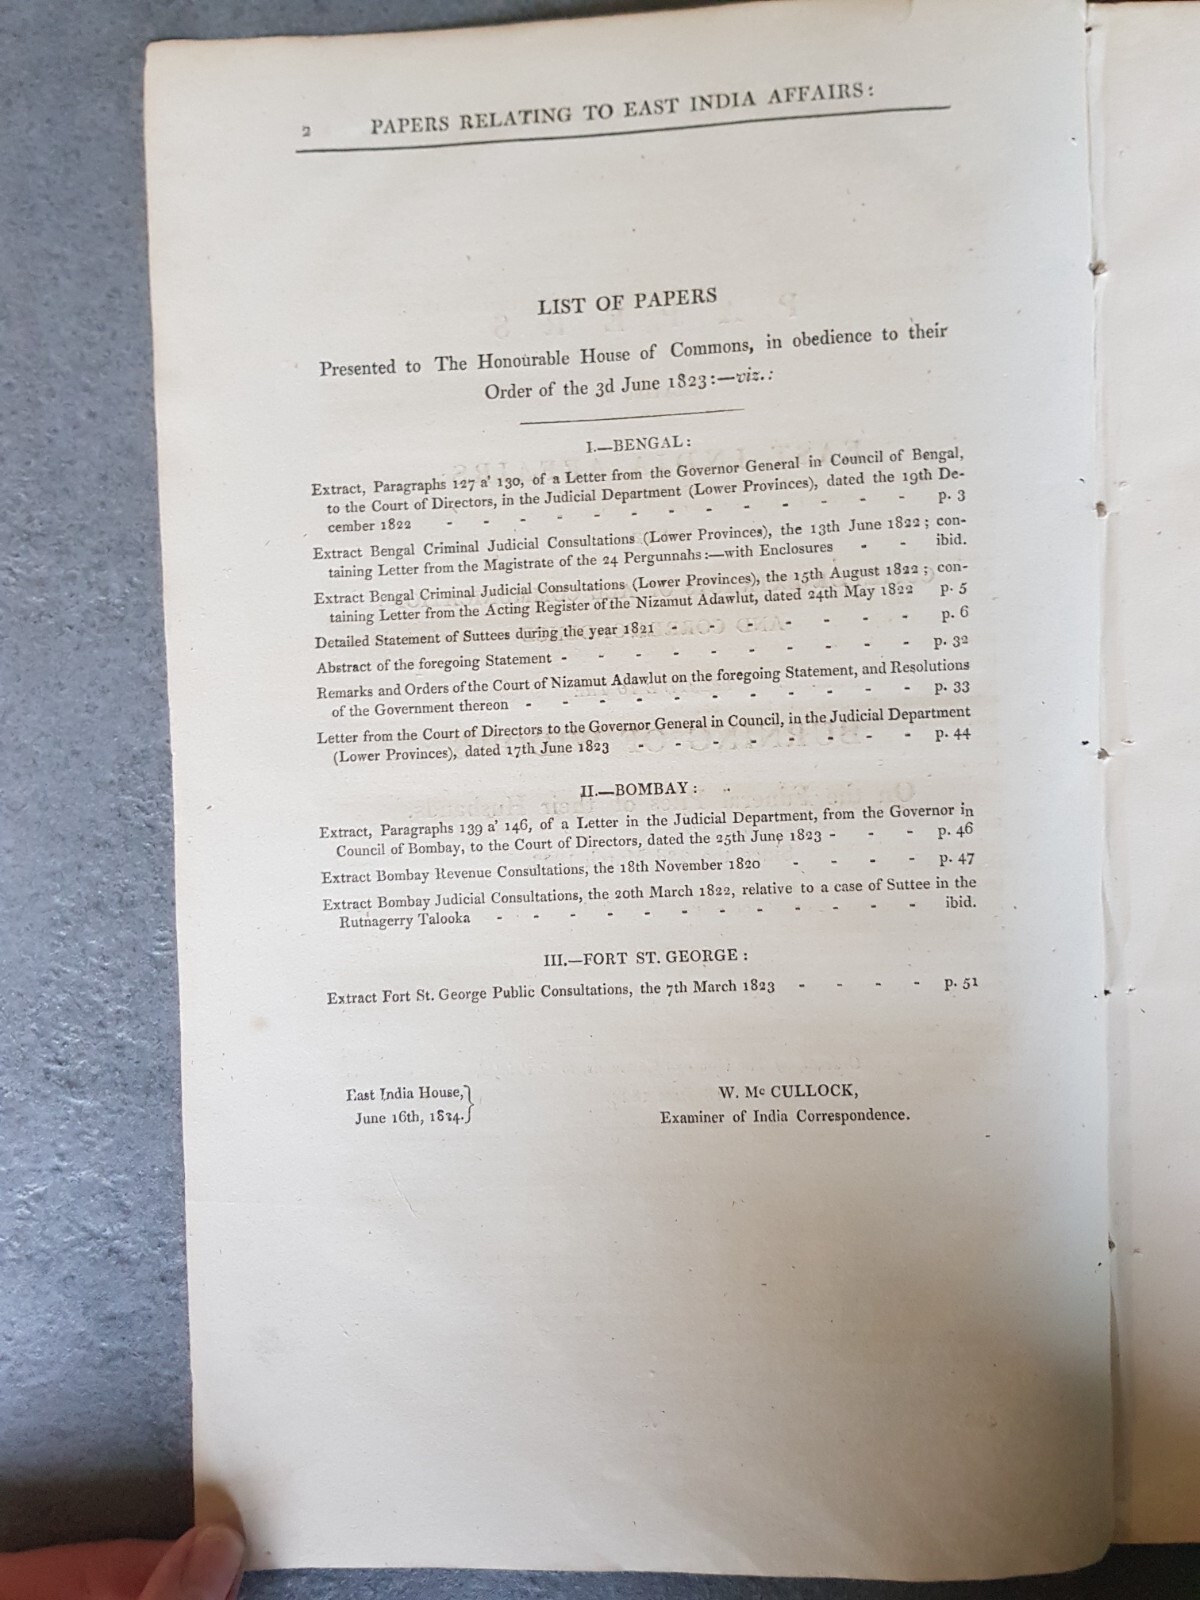 2 PAPERS RELATING TO EAST INDIA AFFAIRS:
LIST OF PAPERS
Presented to The Honourable House of Commons, in obedience to their
Order of the 3d June 1823:—viz.:
I.—BENGAL:
Extract, Paragraphs 127 a' 130, of a Letter from the Governor General in Council of Bengal,
to the Court of Directors, in the Judicial Department (Lower Provinces), dated the 19th De-
cember 1822 - - - - - - - - - - - - - p. 3
Extract Bengal Criminal Judicial Consultations (Lower Provinces), the 13th June 1822; con-
taining Letter from the Magistrate of the 24 Pergunnahs:—with Enclosures - - ibid.
Extract Bengal Criminal Judicial Consultations (Lower Provinces), the 15th August 1822; con-
taining Letter from the Acting Register of the Nizamut Adawlut, dated 24th May 1822 p. 5
Detailed Statement of Suttees during the year 1821 - - - - - - - p. 6
Abstract of the foregoing Statement - - - - - - - - - - p. 32
Remarks and Orders of the Court of Nizamut Adawlut on the foregoing Statement, and Resolutions
of the Government thereon - - - - - - - - - - - p. 33
Letter from the Court of Directors to the Governor General in Council, in the Judicial Department
(Lower Provinces), dated 17th June 1823 - - - - - - - - p. 44
II.—BOMBAY:
Extract, Paragraphs 139 a' 146, of a Letter in the Judicial Department, from the Governor in
Council of Bombay, to the Court of Directors, dated the 25th June 1823 - - - p. 46
Extract Bombay Revenue Consultations, the 18th November 1820 - - - - p. 47
Extract Bombay Judicial Consultations, the 20th March 1822, relative to a case of Suttee in the
Rutnagerry Talooka - - - - - - - - - - - - ibid.
III.—FORT ST. GEORGE:
Extract Fort St. George Public Consultations, the 7th March 1823 - - - - p. 51
East India House,}
June 16th, 1824.
W. Mc CULLOCK,
Examiner of India Correspondence.